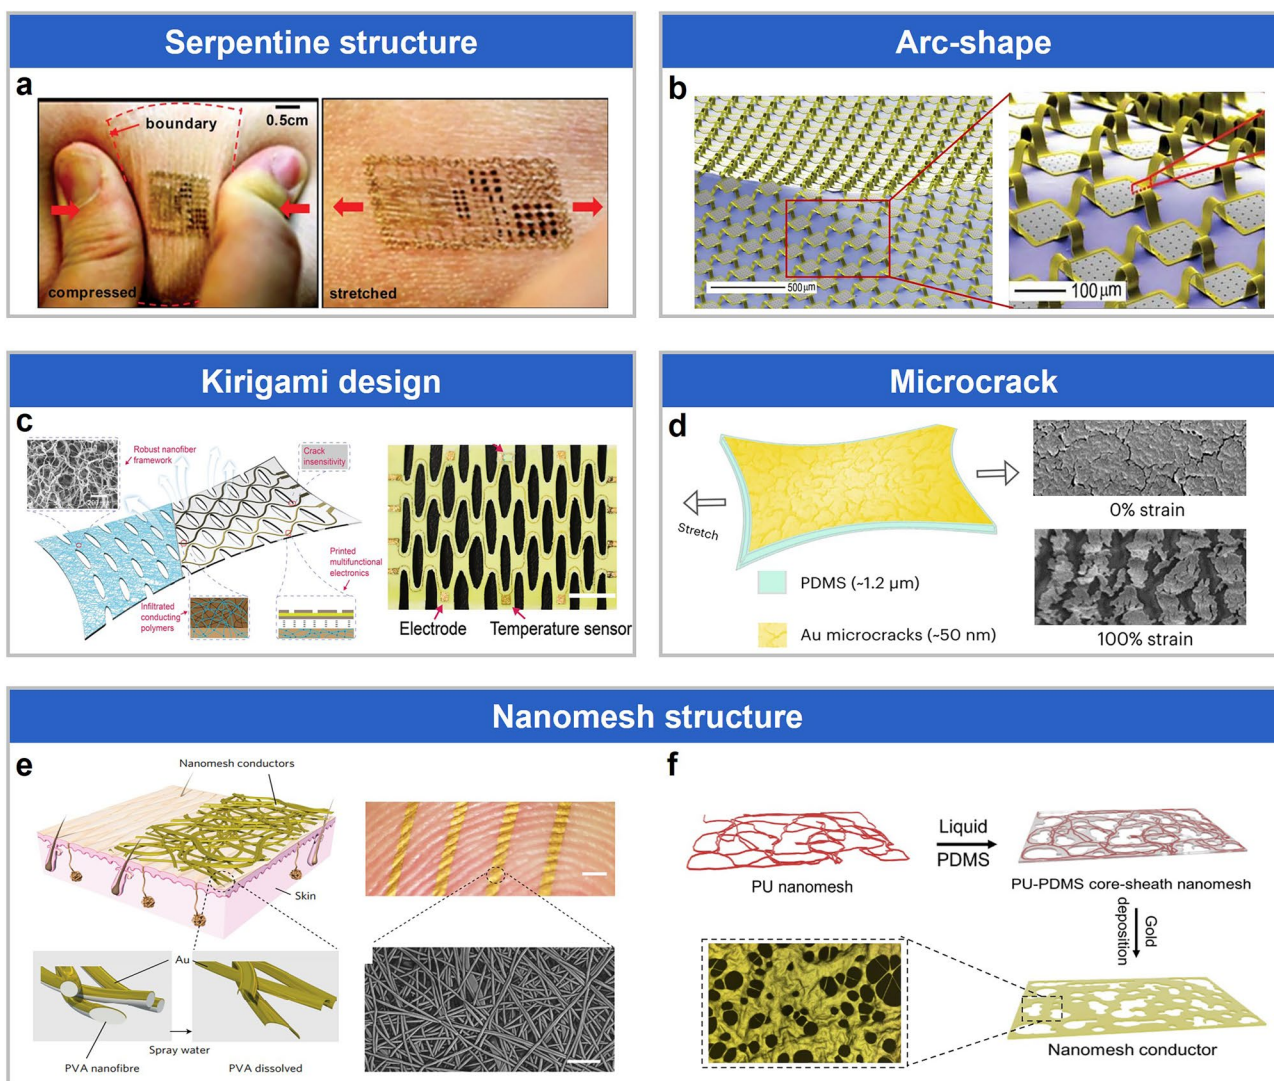 Serpentine structure
a
boundary
0.5cm
compressed
stretched
Arc-shape
b
500 μm
100 μm
Kirigami design
c
Robust nanofiber
framework
Crack
insensitivity
Printed
multifunctional
electronics
Infiltrated
conducting
polymers
Electrode
Temperature sensor
Microcrack
d
Stretch
PDMS (~1.2 μm)
Au microcracks (~50 nm)
0% strain
100% strain
Nanomesh structure
e
Nanomesh conductors
Skin
Au
Spray water
PVA nanofibre
PVA dissolved
f
PU nanomesh
Liquid
PDMS
PU-PDMS core-sheath nanomesh
Gold
deposition
Nanomesh conductor